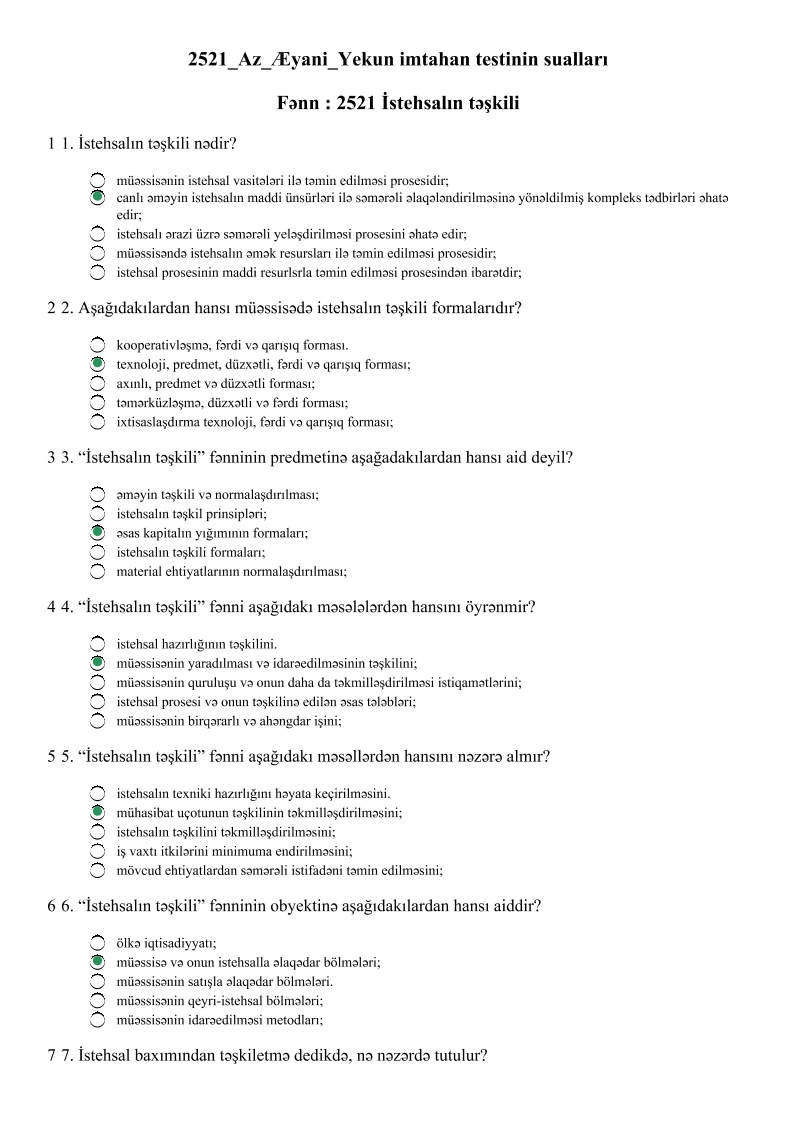 2521_Az_Æyani_Yekun imtahan testinin sualları
Fənn : 2521 İstehsalın təşkili
1 1. İstehsalın təşkili nədir?
müəssisənin istehsal vasitələri ilə təmin edilməsi prosesidir;
canlı əməyin istehsalın maddi ünsürləri ilə səmərəli əlaqələndirilməsinə yönəldilmiş kompleks tədbirləri əhatə
edir;
istehsalı ərazi üzrə səmərəli yeləşdirilməsi prosesini əhatə edir;
müəssisəndə istehsalın əmək resursları ilə təmin edilməsi prosesidir;
istehsal prosesinin maddi resurlsrla təmin edilməsi prosesindən ibarətdir;
2 2. Aşağıdakılardan hansı müəssisədə istehsalın təşkili formalarıdır?
kooperativləşmə, fərdi və qarışıq forması.
texnoloji, predmet, düzxətli, fərdi və qarışıq forması;
axınlı, predmet və düzxətli forması;
təmərküzləşmə, düzxətli və fərdi forması;
ixtisaslaşdırma texnoloji, fərdi və qarışıq forması;
3 3. “İstehsalın təşkili” fənninin predmetinə aşağadakılardan hansı aid deyil?
əməyin təşkili və normalaşdırılması;
istehsalın təşkil prinsipləri;
əsas kapitalın yığımının formaları;
istehsalın təşkili formaları;
material ehtiyatlarının normalaşdırılması;
4 4. “İstehsalın təşkili” fənni aşağıdakı məsələlərdən hansını öyrənmir?
istehsal hazırlığının təşkilini.
müəssisənin yaradılması və idarəedilməsinin təşkilini;
müəssisənin quruluşu və onun daha da təkmilləşdirilməsi istiqamətlərini;
istehsal prosesi və onun təşkilinə edilən əsas tələbləri;
müəssisənin birqərarlı və ahəngdar işini;
5 5. “İstehsalın təşkili” fənni aşağıdakı məsəllərdən hansını nəzərə almır?
istehsalın texniki hazırlığını həyata keçirilməsini.
mühasibat uçotunun təşkilinin təkmilləşdirilməsini;
istehsalın təşkilini təkmilləşdirilməsini;
iş vaxtı itkilərini minimuma endirilməsini;
mövcud ehtiyatlardan səmərəli istifadəni təmin edilməsini;
6 6. “İstehsalın təşkili” fənninin obyektinə aşağıdakılardan hansı aiddir?
ölkə iqtisadiyyatı;
müəssisə və onun istehsalla əlaqədar bölmələri;
müəssisənin satışla əlaqədar bölmələri.
müəssisənin qeyri-istehsal bölmələri;
müəssisənin idarəedilməsi metodları;
7 7. İstehsal baxımından təşkiletmə dedikdə, nə nəzərdə tutulur?